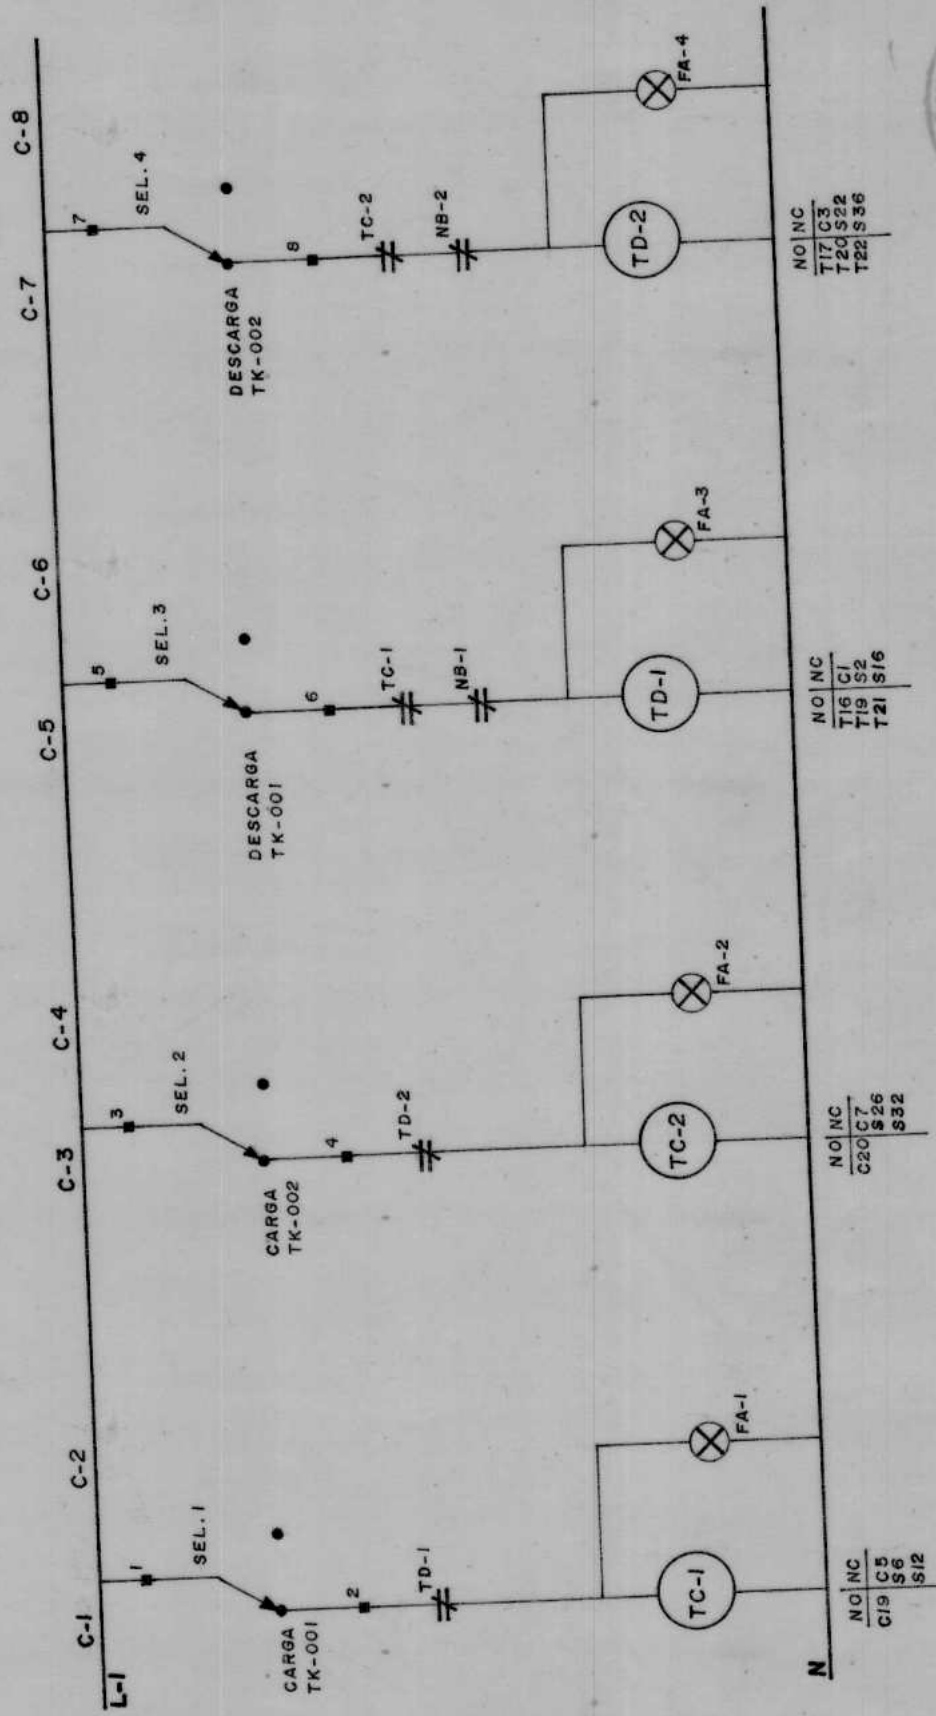 C-1
C-2
C-3
C-4
C-5
C-6
C-7
C-8
L-1
1
SEL.1
CARGA
TK-001
2
TD-1
TC-1
FA-1
NO NC
C19 C5
S6
S12
3
SEL.2
CARGA
TK-002
4
TD-2
TC-2
FA-2
NO NC
C20 C7
S26
S32
5
SEL.3
DESCARGA
TK-001
6
TC-1
NB-1
TD-1
FA-3
NO NC
T16 C1
T19 S2
T21 S16
7
SEL.4
DESCARGA
TK-002
8
TC-2
NB-2
TD-2
FA-4
NO NC
T17 C3
T20 S22
T22 S36
N